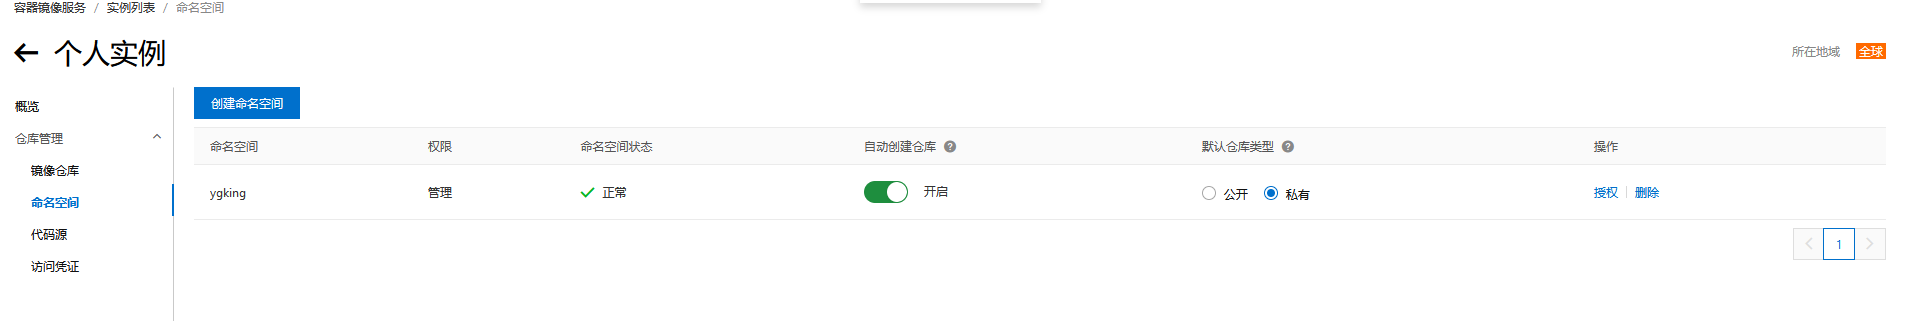 容器镜像服务 / 实例列表 / 命名空间
个人实例
所在地域 全球
概览
仓库管理
镜像仓库
命名空间
代码源
访问凭证
创建命名空间
命名空间 权限 命名空间状态 自动创建仓库 默认仓库类型 操作
ygking 管理 正常 开启 公开 私有 授权 删除
1